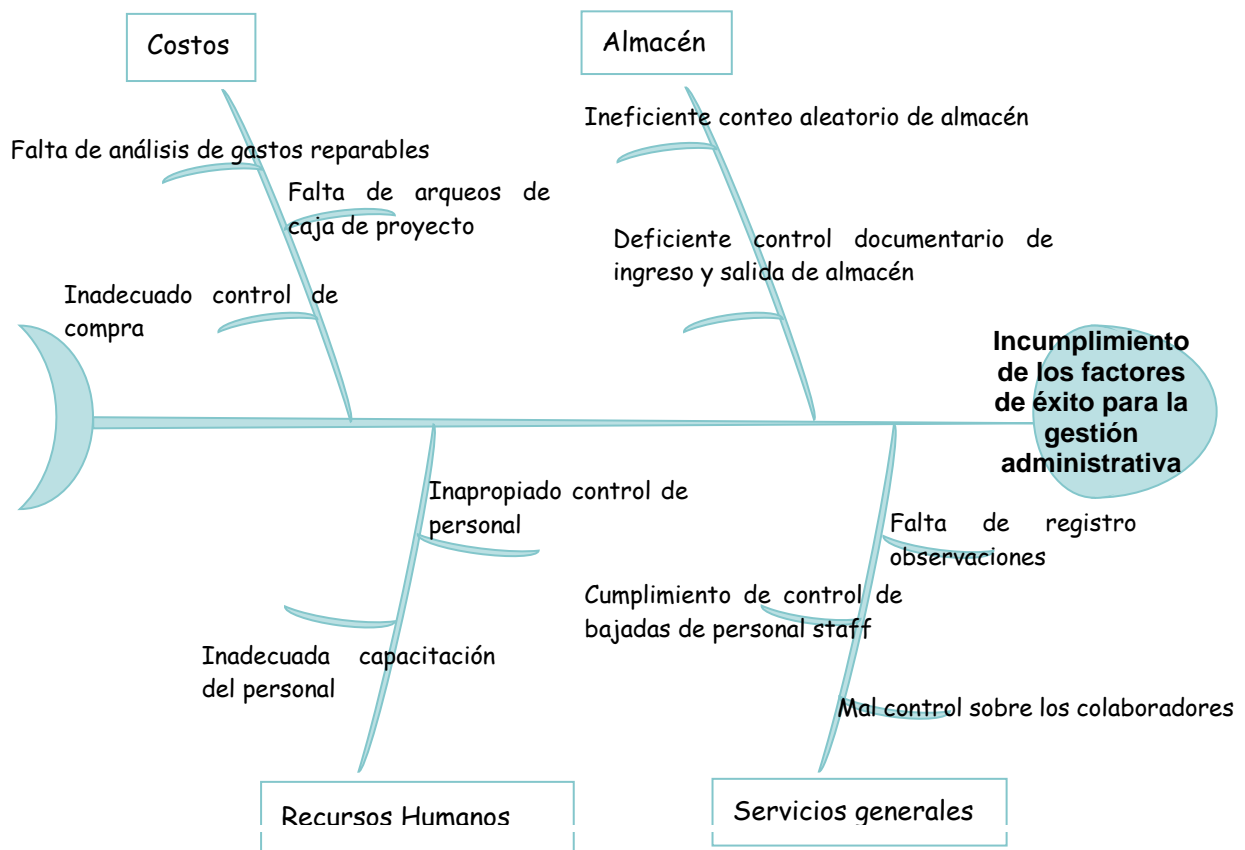 Costos
Almacén
Falta de análisis de gastos reparables
Falta de arqueos de
caja de proyecto
Inadecuado control de
compra
Ineficiente conteo aleatorio de almacén
Deficiente control documentario de
ingreso y salida de almacén
Incumplimiento
de los factores
de éxito para la
gestión
administrativa
Inapropiado control de
personal
Inadecuada capacitación
del personal
Falta de registro
observaciones
Cumplimiento de control de
bajadas de personal staff
Mal control sobre los colaboradores
Recursos Humanos
Servicios generales